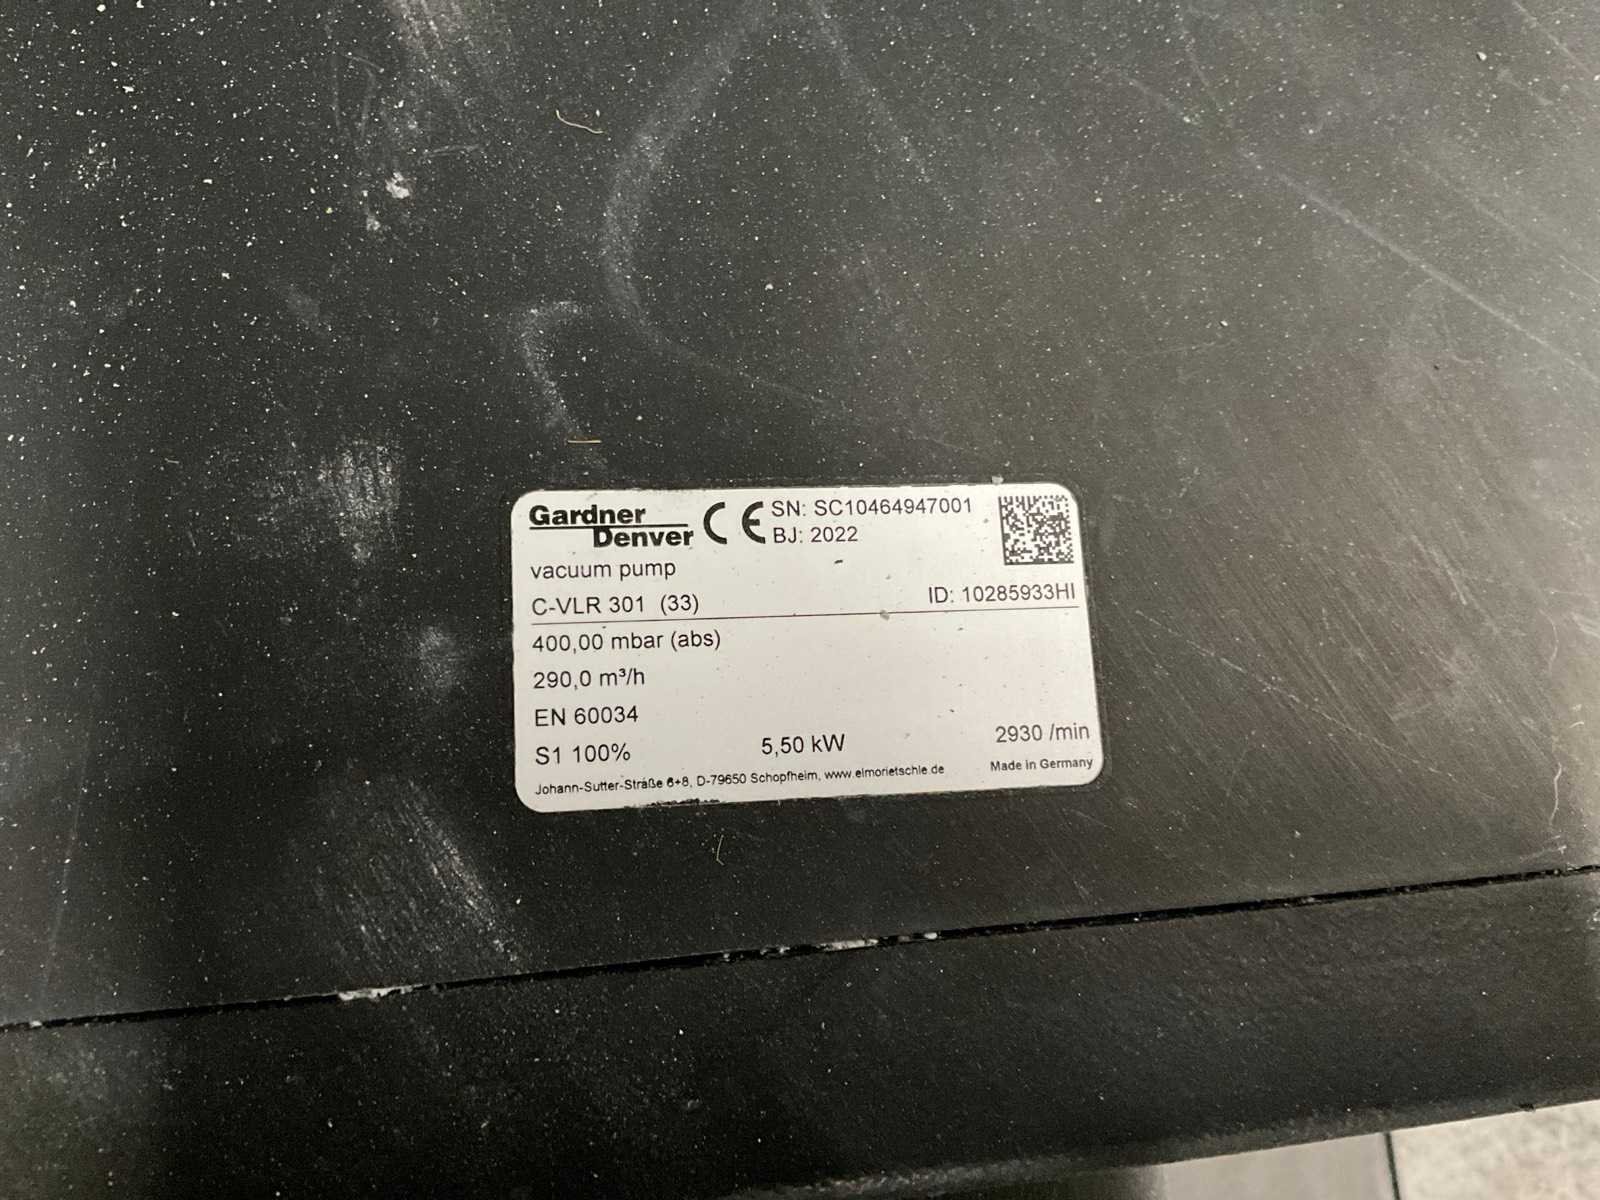 Gardner
Denver
CE
SN: SC10464947001
BJ: 2022
vacuum pump
C-VLR 301 (33)
ID: 10285933HI
400,00 mbar (abs)
290,0 m³/h
EN 60034
S1 100%
5,50 kW
2930 /min
Johann-Sutter-Straße 6+8, D-79650 Schopfheim, www.elmorietschle.de
Made in Germany